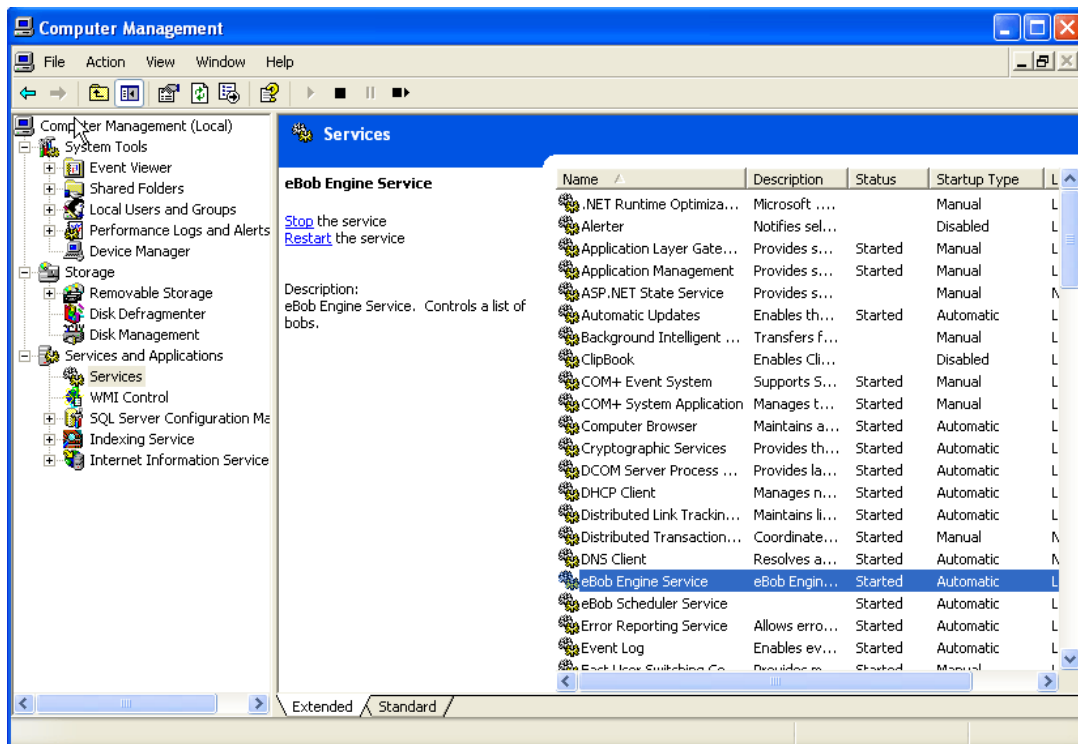 Computer Management
File Action View Window Help
Computer Management (Local)
System Tools
Event Viewer
Shared Folders
Local Users and Groups
Performance Logs and Alerts
Device Manager
Storage
Removable Storage
Disk Defragmenter
Disk Management
Services and Applications
Services
WMI Control
SQL Server Configuration Ma
Indexing Service
Internet Information Service
Services
eBob Engine Service
Stop the service
Restart the service
Description:
eBob Engine Service. Controls a list of
bobs.
Name Description Status Startup Type L
.NET Runtime Optimiza... Microsoft .... Manual L
Alerter Notifies sel... Disabled L
Application Layer Gate... Provides s... Started Manual L
Application Management Provides s... Started Manual L
ASP.NET State Service Provides s... Manual N
Automatic Updates Enables th... Started Automatic L
Background Intelligent ... Transfers f... Manual L
ClipBook Enables Cli... Disabled L
COM+ Event System Supports S... Started Manual L
COM+ System Application Manages t... Started Manual L
Computer Browser Maintains a... Started Automatic L
Cryptographic Services Provides th... Started Automatic L
DCOM Server Process ... Provides la... Started Automatic L
DHCP Client Manages n... Started Automatic L
Distributed Link Trackin... Maintains li... Started Automatic L
Distributed Transaction... Coordinate... Started Manual N
DNS Client Resolves a... Started Automatic N
eBob Engine Service eBob Engin... Started Automatic L
eBob Scheduler Service Started Automatic L
Error Reporting Service Allows erro... Started Automatic L
Event Log Enables ev... Started Automatic L
Fast User Switching Co... Provides m... Started Manual L
Extended Standard